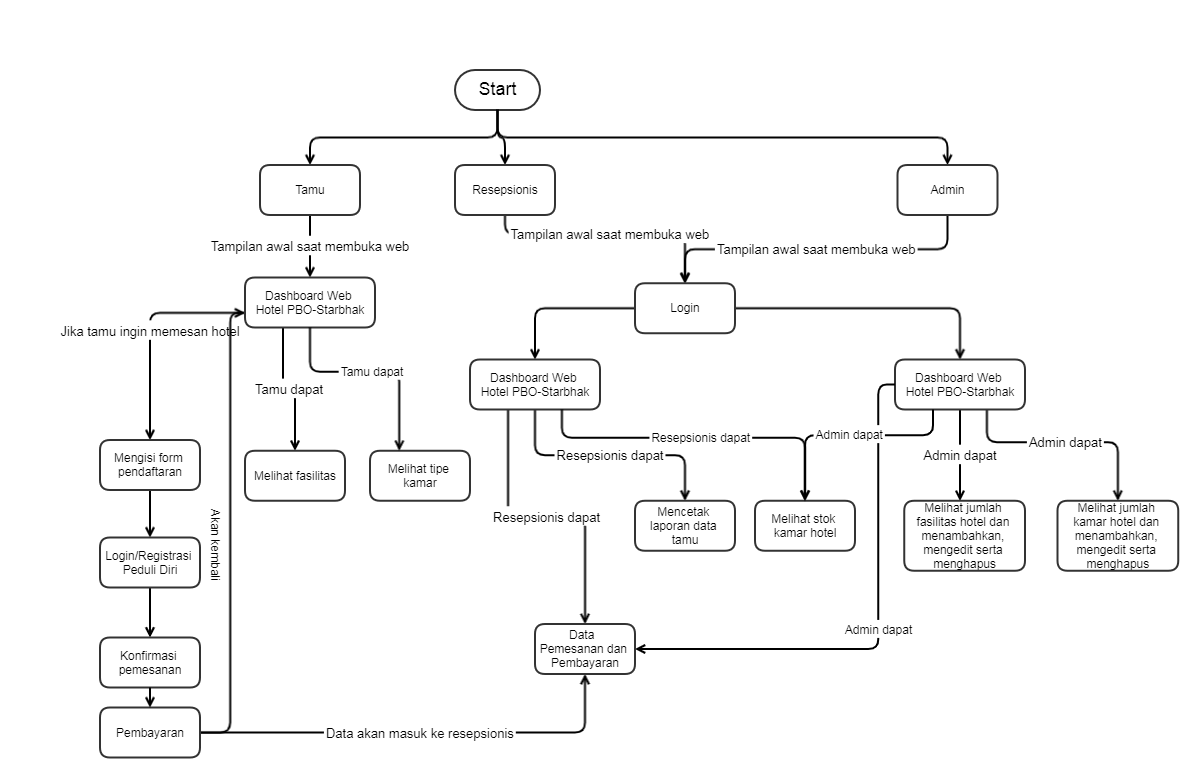 Start
Tamu
Resepsionis
Admin
Tampilan awal saat membuka web
Tampilan awal saat membuka web
Tampilan awal saat membuka web
Dashboard Web
Hotel PBO-Starbhak
Login
Jika tamu ingin memesan hotel
Tamu dapat
Tamu dapat
Dashboard Web
Hotel PBO-Starbhak
Dashboard Web
Hotel PBO-Starbhak
Mengisi form
pendaftaran
Melihat fasilitas
Melihat tipe
kamar
Resepsionis dapat
Admin dapat
Admin dapat
Resepsionis dapat
Admin dapat
Resepsionis dapat
Mencetak
laporan data
tamu
Melihat stok
kamar hotel
Melihat jumlah
fasilitas hotel dan
menambahkan,
mengedit serta
menghapus
Melihat jumlah
kamar hotel dan
menambahkan,
mengedit serta
menghapus
Akan kembali
Login/Registrasi
Peduli Diri
Konfirmasi
pemesanan
Data
Pemesanan dan
Pembayaran
Admin dapat
Pembayaran
Data akan masuk ke resepsionis